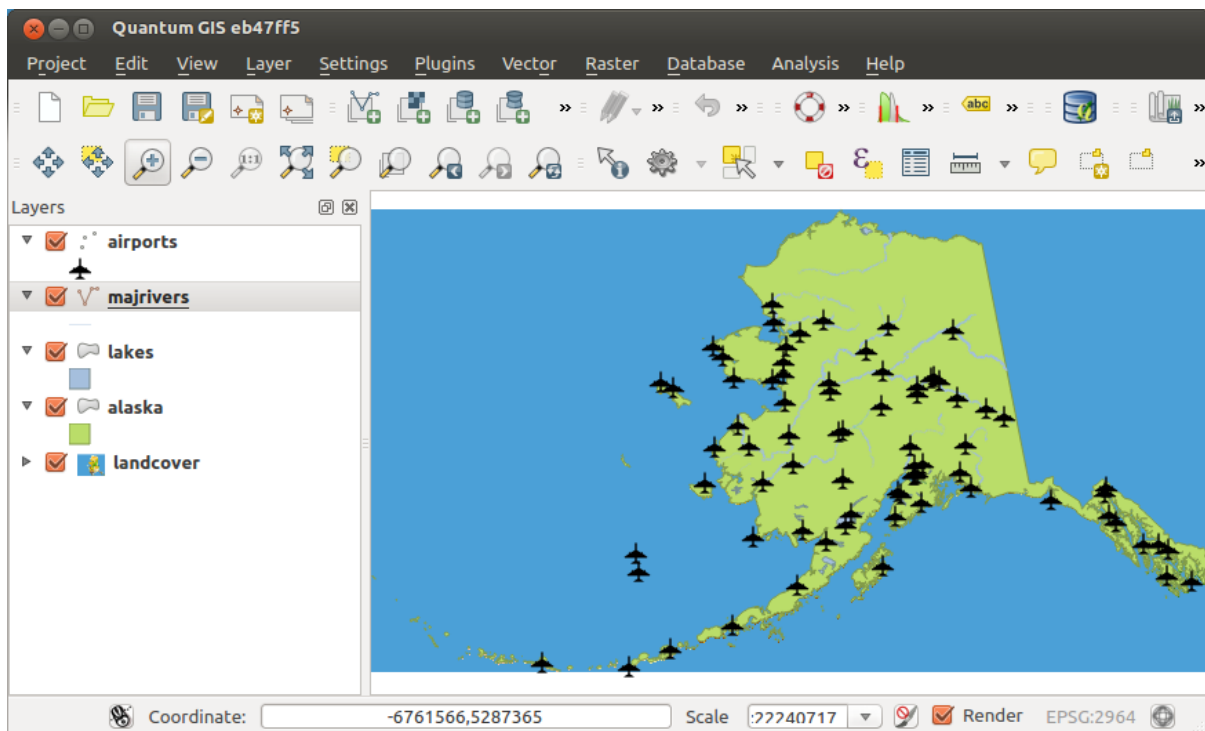 Quantum GIS eb47ff5
Project Edit View Layer Settings Plugins Vector Raster Database Analysis Help
» » » » » »
1:1 »
abc
Layers
airports
majrivers
lakes
alaska
landcover
Coordinate: -6761566,5287365 Scale :22240717 Render EPSG:2964